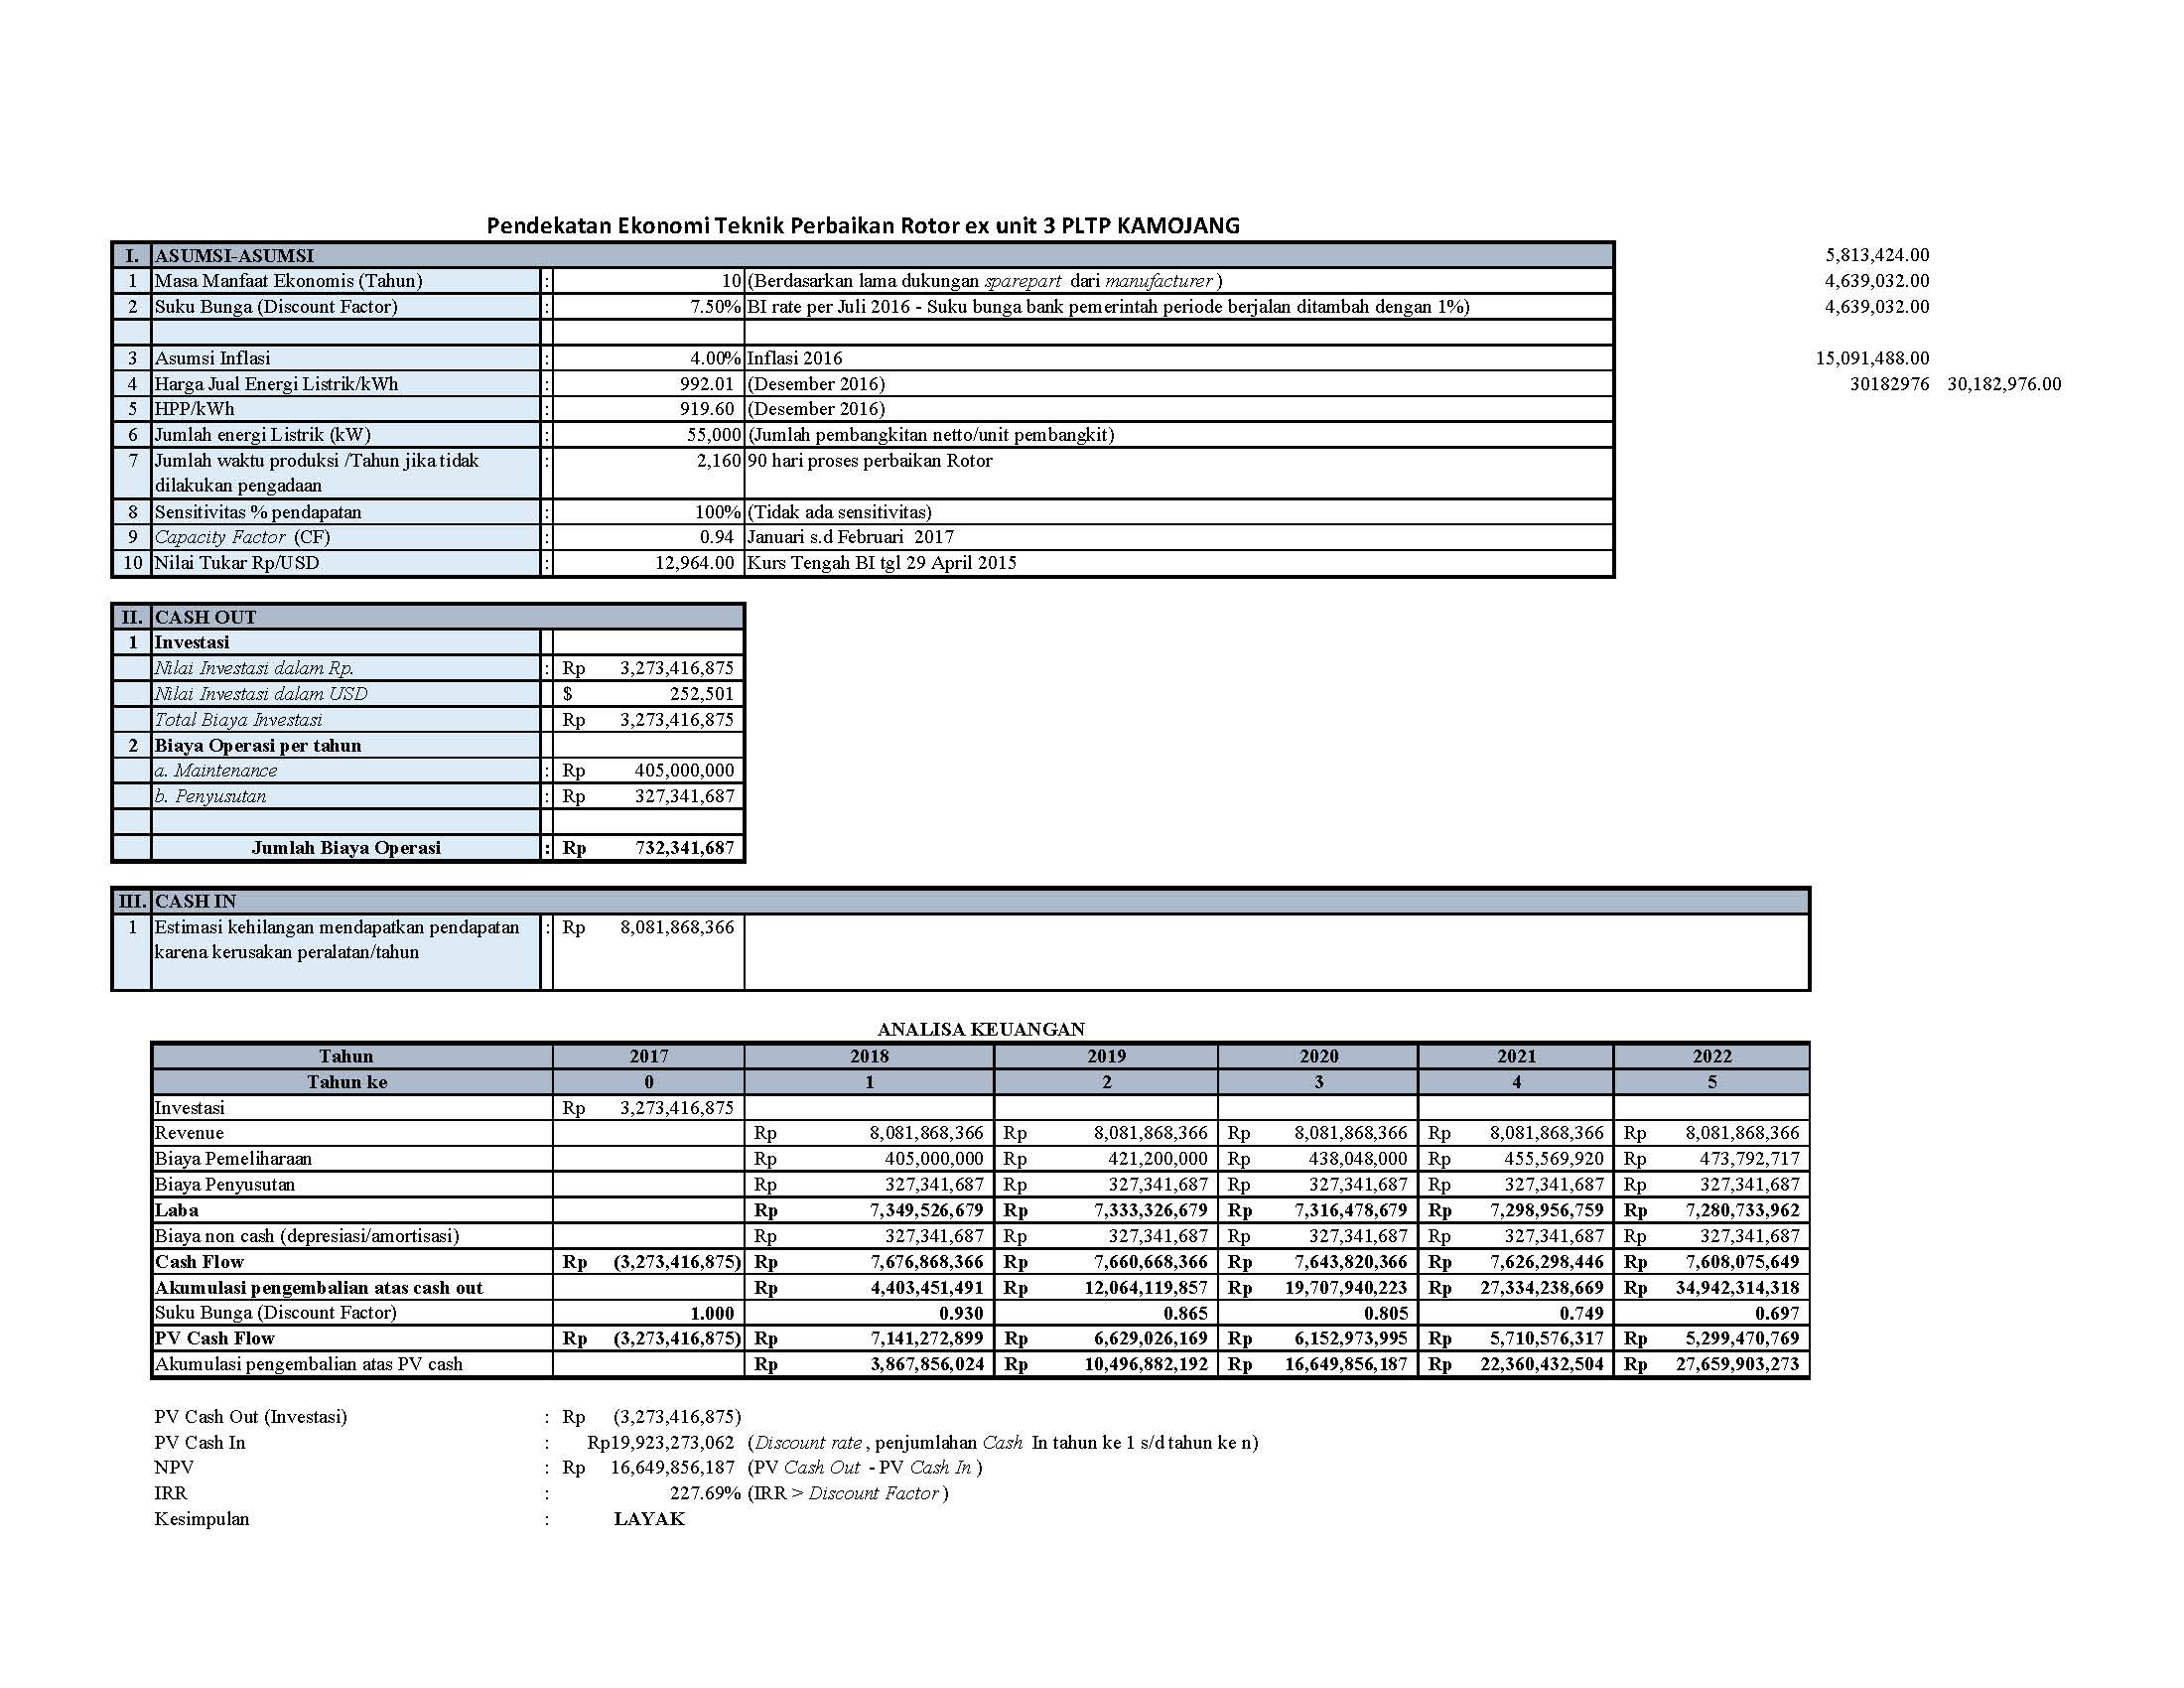 Pendekatan Ekonomi Teknik Perbaikan Rotor ex unit 3 PLTP KAMOJANG
I. ASUMSI-ASUMSI 5,813,424.00
1 Masa Manfaat Ekonomis (Tahun) : 10 (Berdasarkan lama dukungan sparepart dari manufacturer) 4,639,032.00
2 Suku Bunga (Discount Factor) : 7.50% BI rate per Juli 2016 - Suku bunga bank pemerintah periode berjalan ditambah dengan 1%) 4,639,032.00
3 Asumsi Inflasi : 4.00% Inflasi 2016 15,091,488.00
4 Harga Jual Energi Listrik/kWh : 992.01 (Desember 2016) 30182976 30,182,976.00
5 HPP/kWh : 919.60 (Desember 2016)
6 Jumlah energi Listrik (kW) : 55,000 (Jumlah pembangkitan netto/unit pembangkit)
7 Jumlah waktu produksi /Tahun jika tidak : 2,160 90 hari proses perbaikan Rotor
dilakukan pengadaan
8 Sensitivitas % pendapatan : 100% (Tidak ada sensitivitas)
9 Capacity Factor (CF) : 0.94 Januari s.d Februari 2017
10 Nilai Tukar Rp/USD : 12,964.00 Kurs Tengah BI tgl 29 April 2015
II. CASH OUT
1 Investasi
Nilai Investasi dalam Rp. : Rp 3,273,416,875
Nilai Investasi dalam USD $ 252,501
Total Biaya Investasi Rp 3,273,416,875
2 Biaya Operasi per tahun
a. Maintenance : Rp 405,000,000
b. Penyusutan : Rp 327,341,687
Jumlah Biaya Operasi : Rp 732,341,687
III. CASH IN
1 Estimasi kehilangan mendapatkan pendapatan : Rp 8,081,868,366
karena kerusakan peralatan/tahun
ANALISA KEUANGAN
Tahun 2017 2018 2019 2020 2021 2022
Tahun ke 0 1 2 3 4 5
Investasi Rp 3,273,416,875
Revenue Rp 8,081,868,366 Rp 8,081,868,366 Rp 8,081,868,366 Rp 8,081,868,366 Rp 8,081,868,366
Biaya Pemeliharaan Rp 405,000,000 Rp 421,200,000 Rp 438,048,000 Rp 455,569,920 Rp 473,792,717
Biaya Penyusutan Rp 327,341,687 Rp 327,341,687 Rp 327,341,687 Rp 327,341,687 Rp 327,341,687
Laba Rp 7,349,526,679 Rp 7,333,326,679 Rp 7,316,478,679 Rp 7,298,956,759 Rp 7,280,733,962
Biaya non cash (depresiasi/amortisasi) Rp 327,341,687 Rp 327,341,687 Rp 327,341,687 Rp 327,341,687 Rp 327,341,687
Cash Flow Rp (3,273,416,875) Rp 7,676,868,366 Rp 7,660,668,366 Rp 7,643,820,366 Rp 7,626,298,446 Rp 7,608,075,649
Akumulasi pengembalian atas cash out Rp 4,403,451,491 Rp 12,064,119,857 Rp 19,707,940,223 Rp 27,334,238,669 Rp 34,942,314,318
Suku Bunga (Discount Factor) 1.000 0.930 0.865 0.805 0.749 0.697
PV Cash Flow Rp (3,273,416,875) Rp 7,141,272,899 Rp 6,629,026,169 Rp 6,152,973,995 Rp 5,710,576,317 Rp 5,299,470,769
Akumulasi pengembalian atas PV cash Rp 3,867,856,024 Rp 10,496,882,192 Rp 16,649,856,187 Rp 22,360,432,504 Rp 27,659,903,273
PV Cash Out (Investasi) : Rp (3,273,416,875)
PV Cash In : Rp19,923,273,062 (Discount rate, penjumlahan Cash In tahun ke 1 s/d tahun ke n)
NPV : Rp 16,649,856,187 (PV Cash Out - PV Cash In)
IRR : 227.69% (IRR > Discount Factor)
Kesimpulan : LAYAK